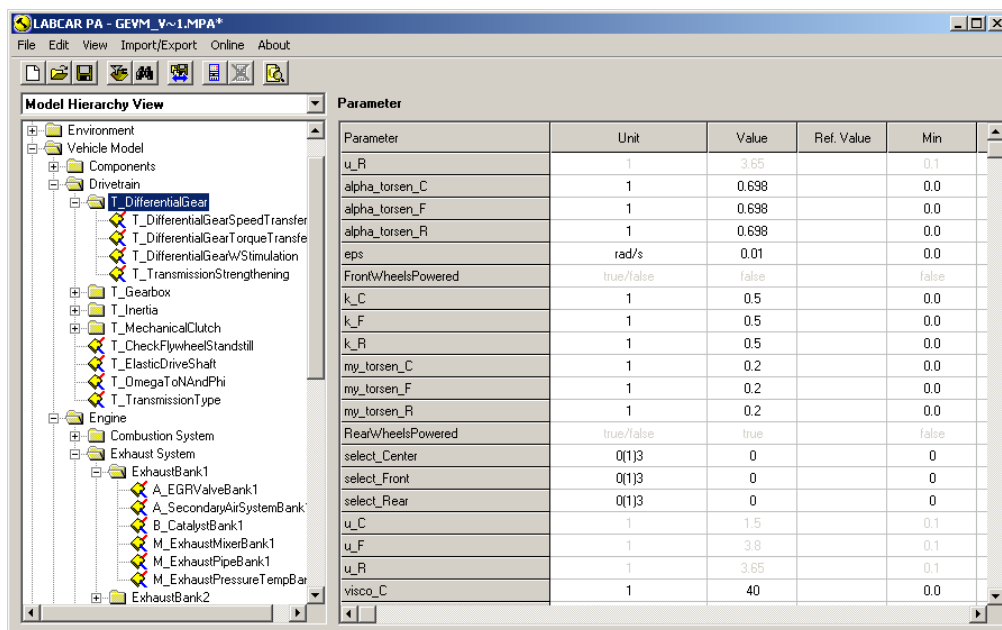 LABCAR PA - GEVM_V~1.MPA*
File Edit View Import/Export Online About
Model Hierarchy View
Environment
Vehicle Model
Components
Drivetrain
T_DifferentialGear
T_DifferentialGearSpeedTransfer
T_DifferentialGearTorqueTransfe
T_DifferentialGearWStimulation
T_TransmissionStrengthening
T_Gearbox
T_Inertia
T_MechanicalClutch
T_CheckFlywheelStandstill
T_ElasticDriveShaft
T_OmegaToNAndPhi
T_TransmissionType
Engine
Combustion System
Exhaust System
ExhaustBank1
A_EGRValveBank1
A_SecondaryAirSystemBank
B_CatalystBank1
M_ExhaustMixerBank1
M_ExhaustPipeBank1
M_ExhaustPressureTempBar
ExhaustBank2
Parameter
Parameter Unit Value Ref. Value Min
u_R 1 3.65 0.1
alpha_torsen_C 1 0.698 0.0
alpha_torsen_F 1 0.698 0.0
alpha_torsen_R 1 0.698 0.0
eps rad/s 0.01 0.0
FrontWheelsPowered true/false false false
k_C 1 0.5 0.0
k_F 1 0.5 0.0
k_R 1 0.5 0.0
my_torsen_C 1 0.2 0.0
my_torsen_F 1 0.2 0.0
my_torsen_R 1 0.2 0.0
RearWheelsPowered true/false true false
select_Center 0(1)3 0 0
select_Front 0(1)3 0 0
select_Rear 0(1)3 0 0
u_C 1 1.5 0.1
u_F 1 3.8 0.1
u_R 1 3.65 0.1
visco_C 1 40 0.0